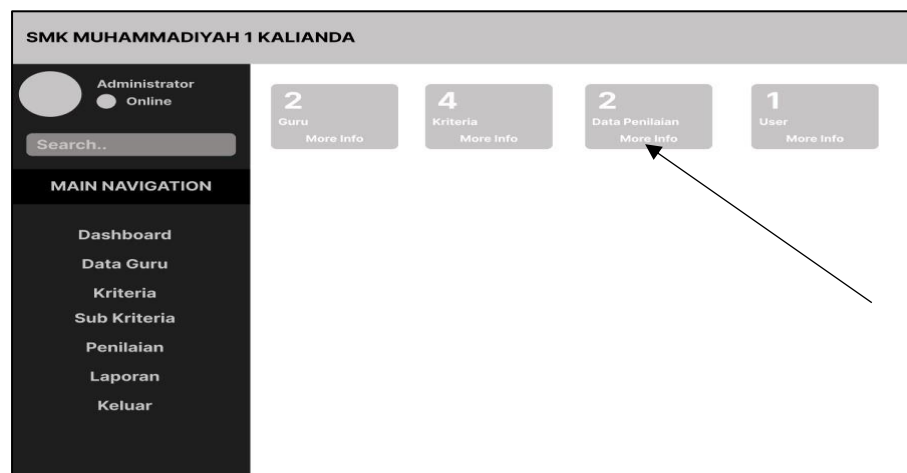 SMK MUHAMMADIYAH 1 KALIANDA
Administrator
Online
Search..
MAIN NAVIGATION
Dashboard
Data Guru
Kriteria
Sub Kriteria
Penilaian
Laporan
Keluar
2
Guru
More Info
4
Kriteria
More Info
2
Data Penilaian
More Info
1
User
More Info